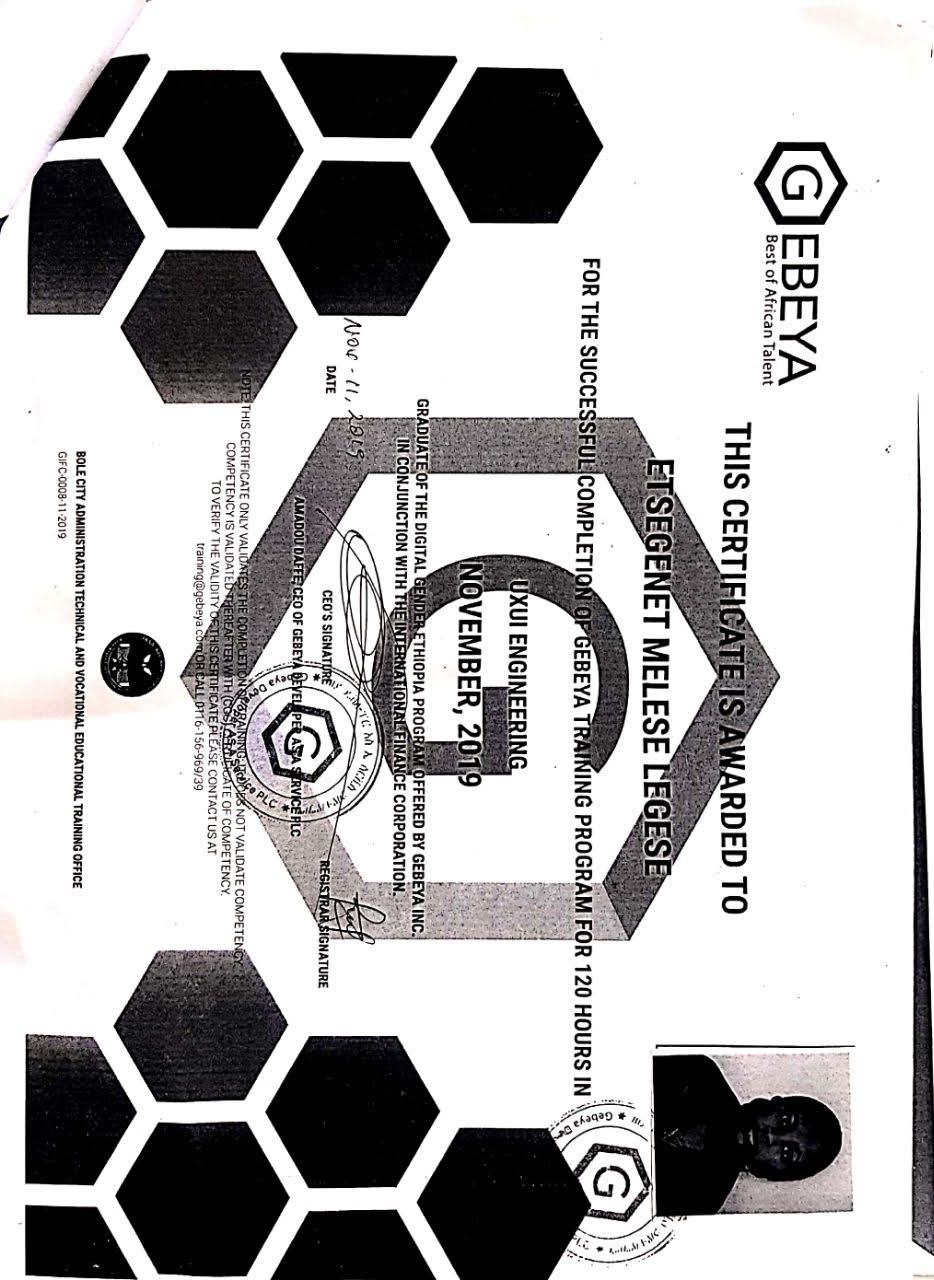 GEBEYA
Best of African Talent
THIS CERTIFICATE IS AWARDED TO
ETSEGENET MELESE LEGESE
FOR THE SUCCESSFUL COMPLETION OF GEBEYA TRAINING PROGRAM FOR 120 HOURS IN
UXUI ENGINEERING
NOVEMBER, 2019
GRADUATE OF THE DIGITAL GENDER ETHIOPIA PROGRAM OFFERED BY GEBEYA INC.
IN CONJUNCTION WITH THE INTERNATIONAL FINANCE CORPORATION.
Nov - 11, 2019
DATE
CEO'S SIGNATURE
REGISTRAR SIGNATURE
AMADOU DAFFE, CEO OF GEBEYA DEVELOPER AS A SERVICE PLC
G
Gebeya Developer As A Service PLC
NOTE: THIS CERTIFICATE ONLY VALIDATES THE COMPLETION OF TRAINING; IT DOES NOT VALIDATE COMPETENCY.
COMPETENCY IS VALIDATED THEREAFTER WITH (COC) CERTIFICATE OF COMPETENCY.
TO VERIFY THE VALIDITY OF THIS CERTIFICATE PLEASE CONTACT US AT
training@gebeya.com OR CALL 0116-156-969/39
BOLE CITY ADMINISTRATION TECHNICAL AND VOCATIONAL EDUCATIONAL TRAINING OFFICE
GIFC-0008-11-2019